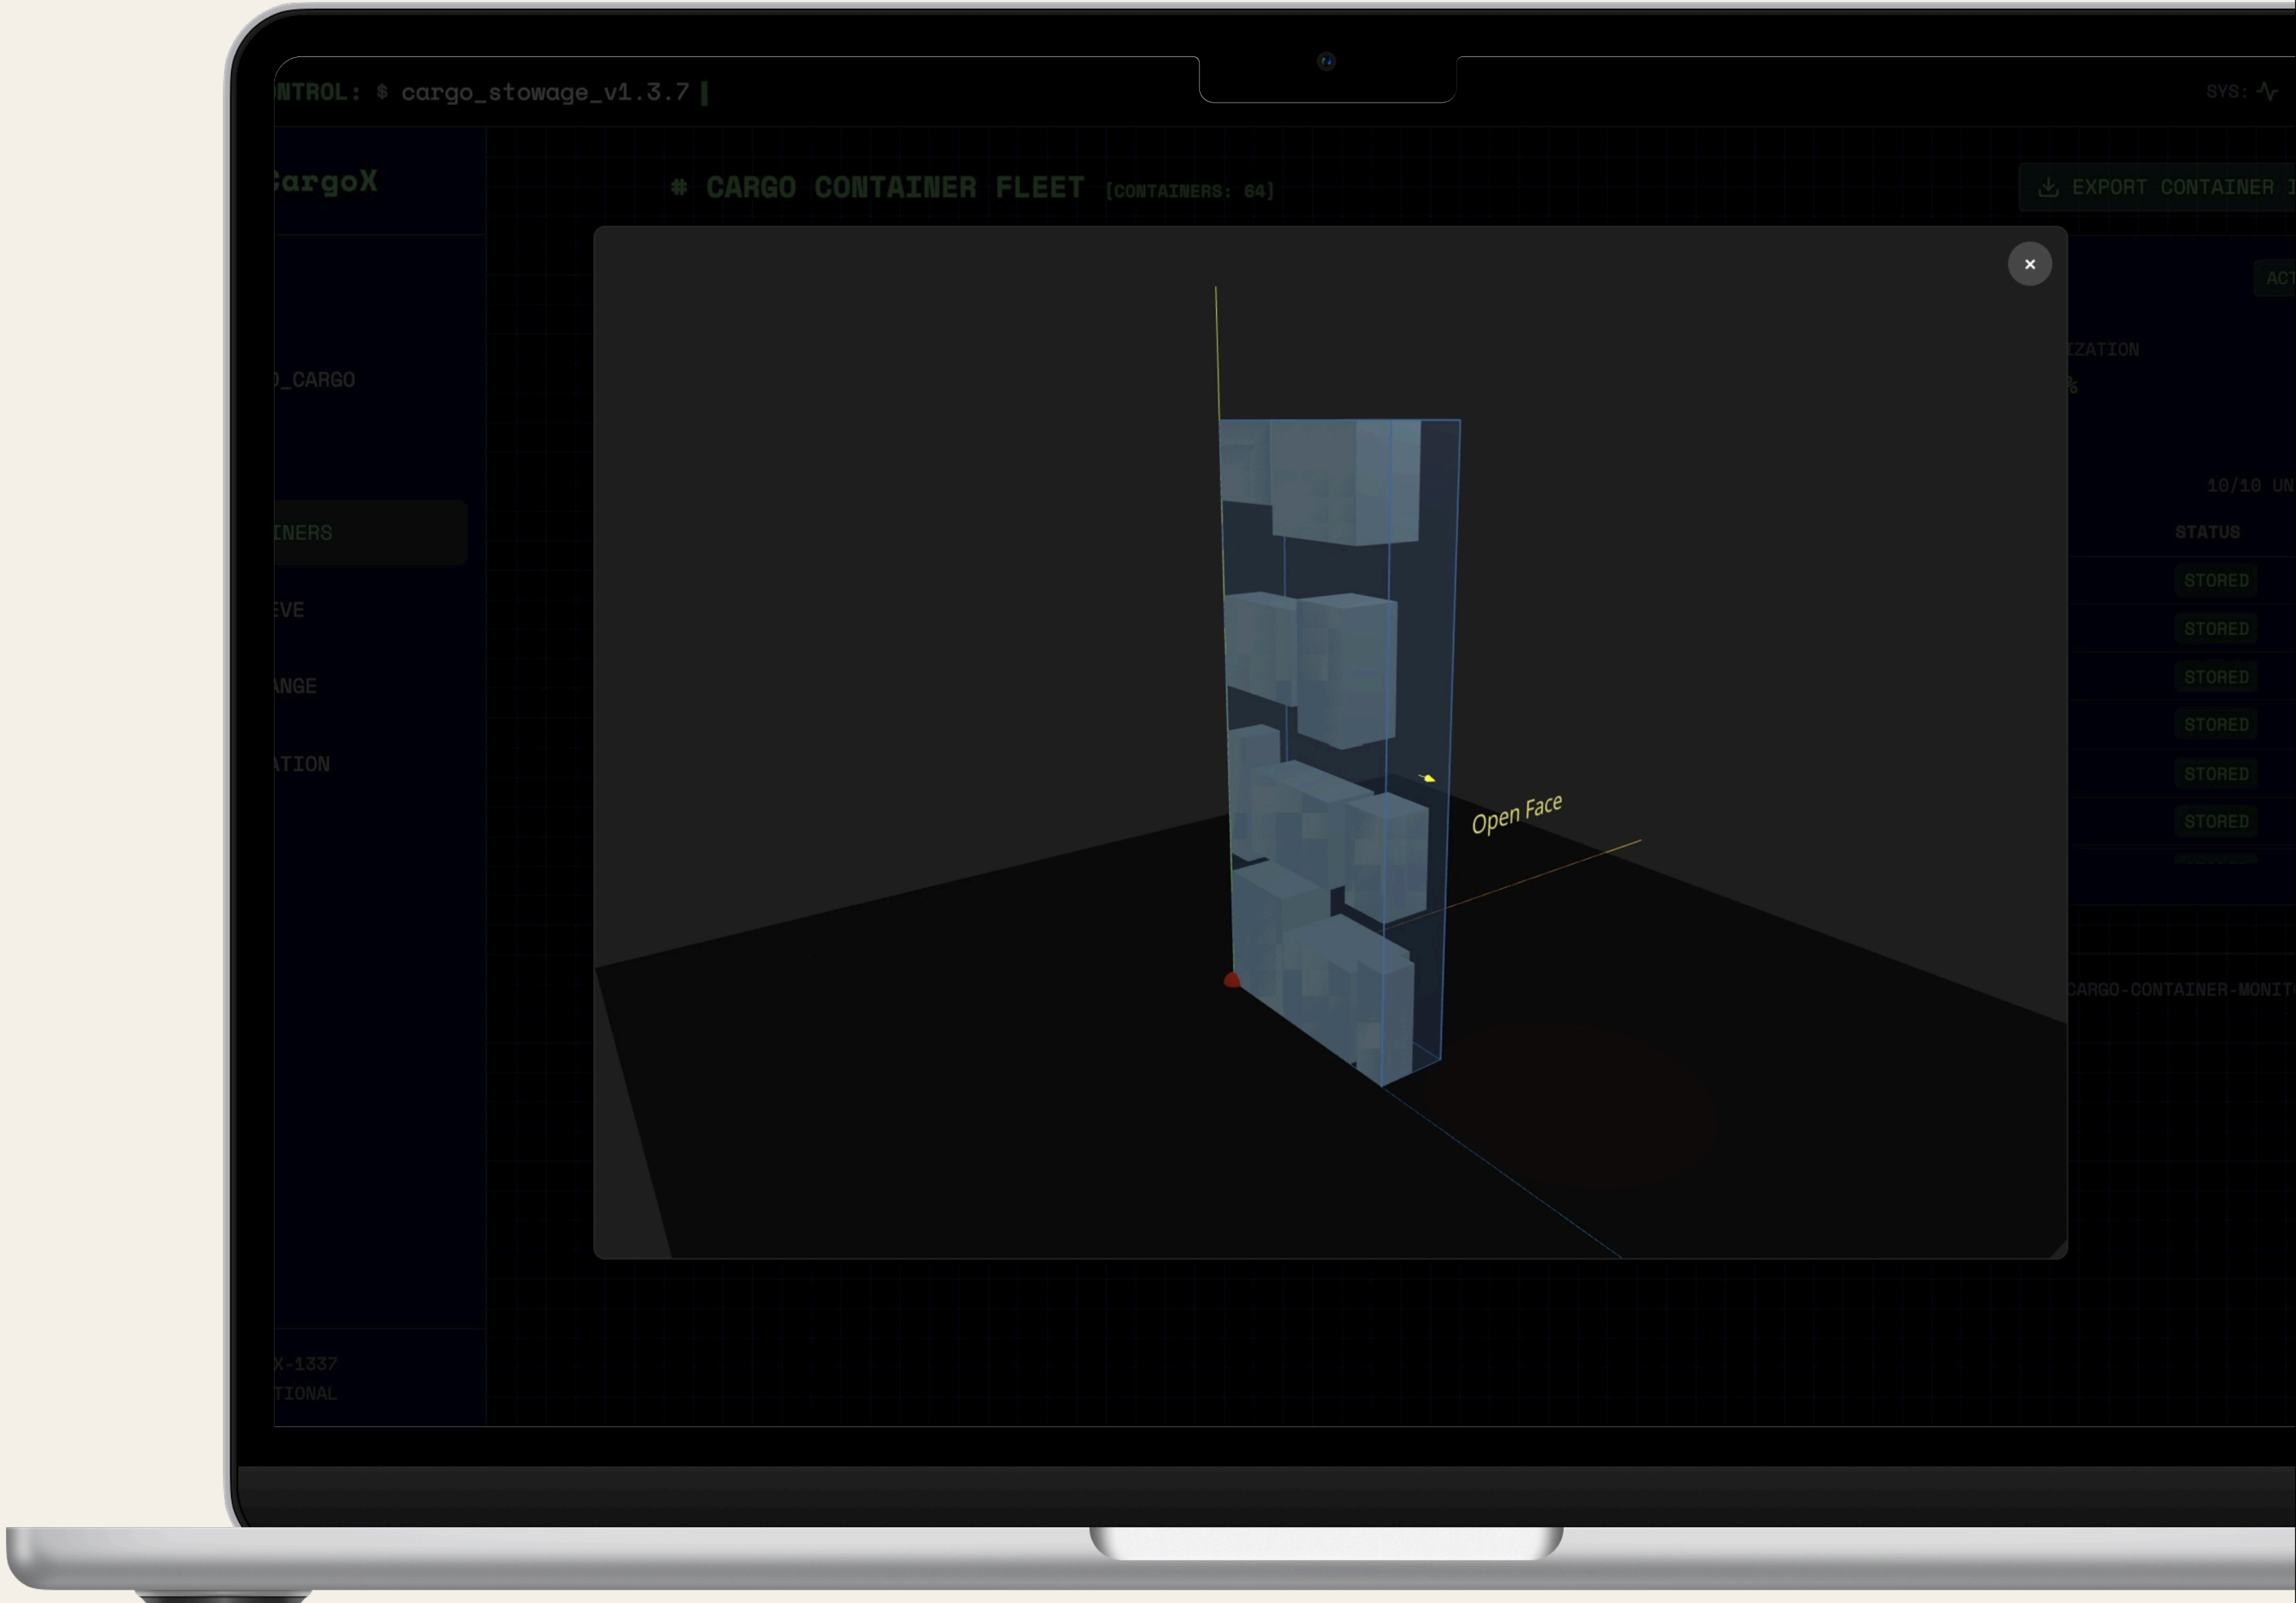 NTROL: $ cargo_stowage_v1.3.7
SYS:
CargoX
# CARGO CONTAINER FLEET [CONTAINERS: 64]
EXPORT CONTAINER I
×
ACT
IZATION
%
O_CARGO
10/10 UN
INERS
STATUS
STORED
EVE
STORED
STORED
ANGE
STORED
ATION
STORED
Open Face
STORED
CARGO-CONTAINER-MONIT
X-1337
TIONAL